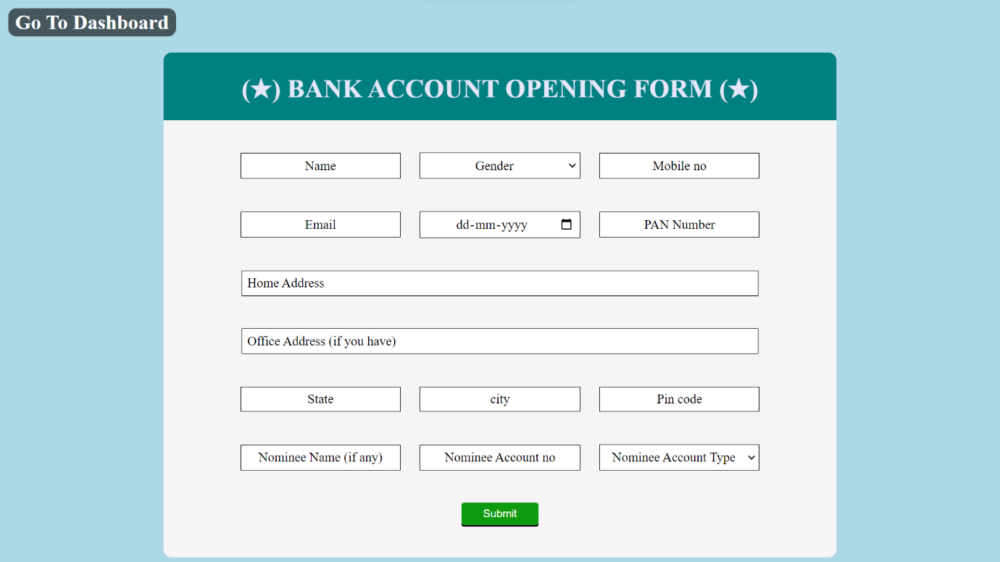 Go To Dashboard
(★) BANK ACCOUNT OPENING FORM (★)
Name Gender Mobile no
Email dd-mm-yyyy PAN Number
Home Address
Office Address (if you have)
State city Pin code
Nominee Name (if any) Nominee Account no Nominee Account Type
Submit